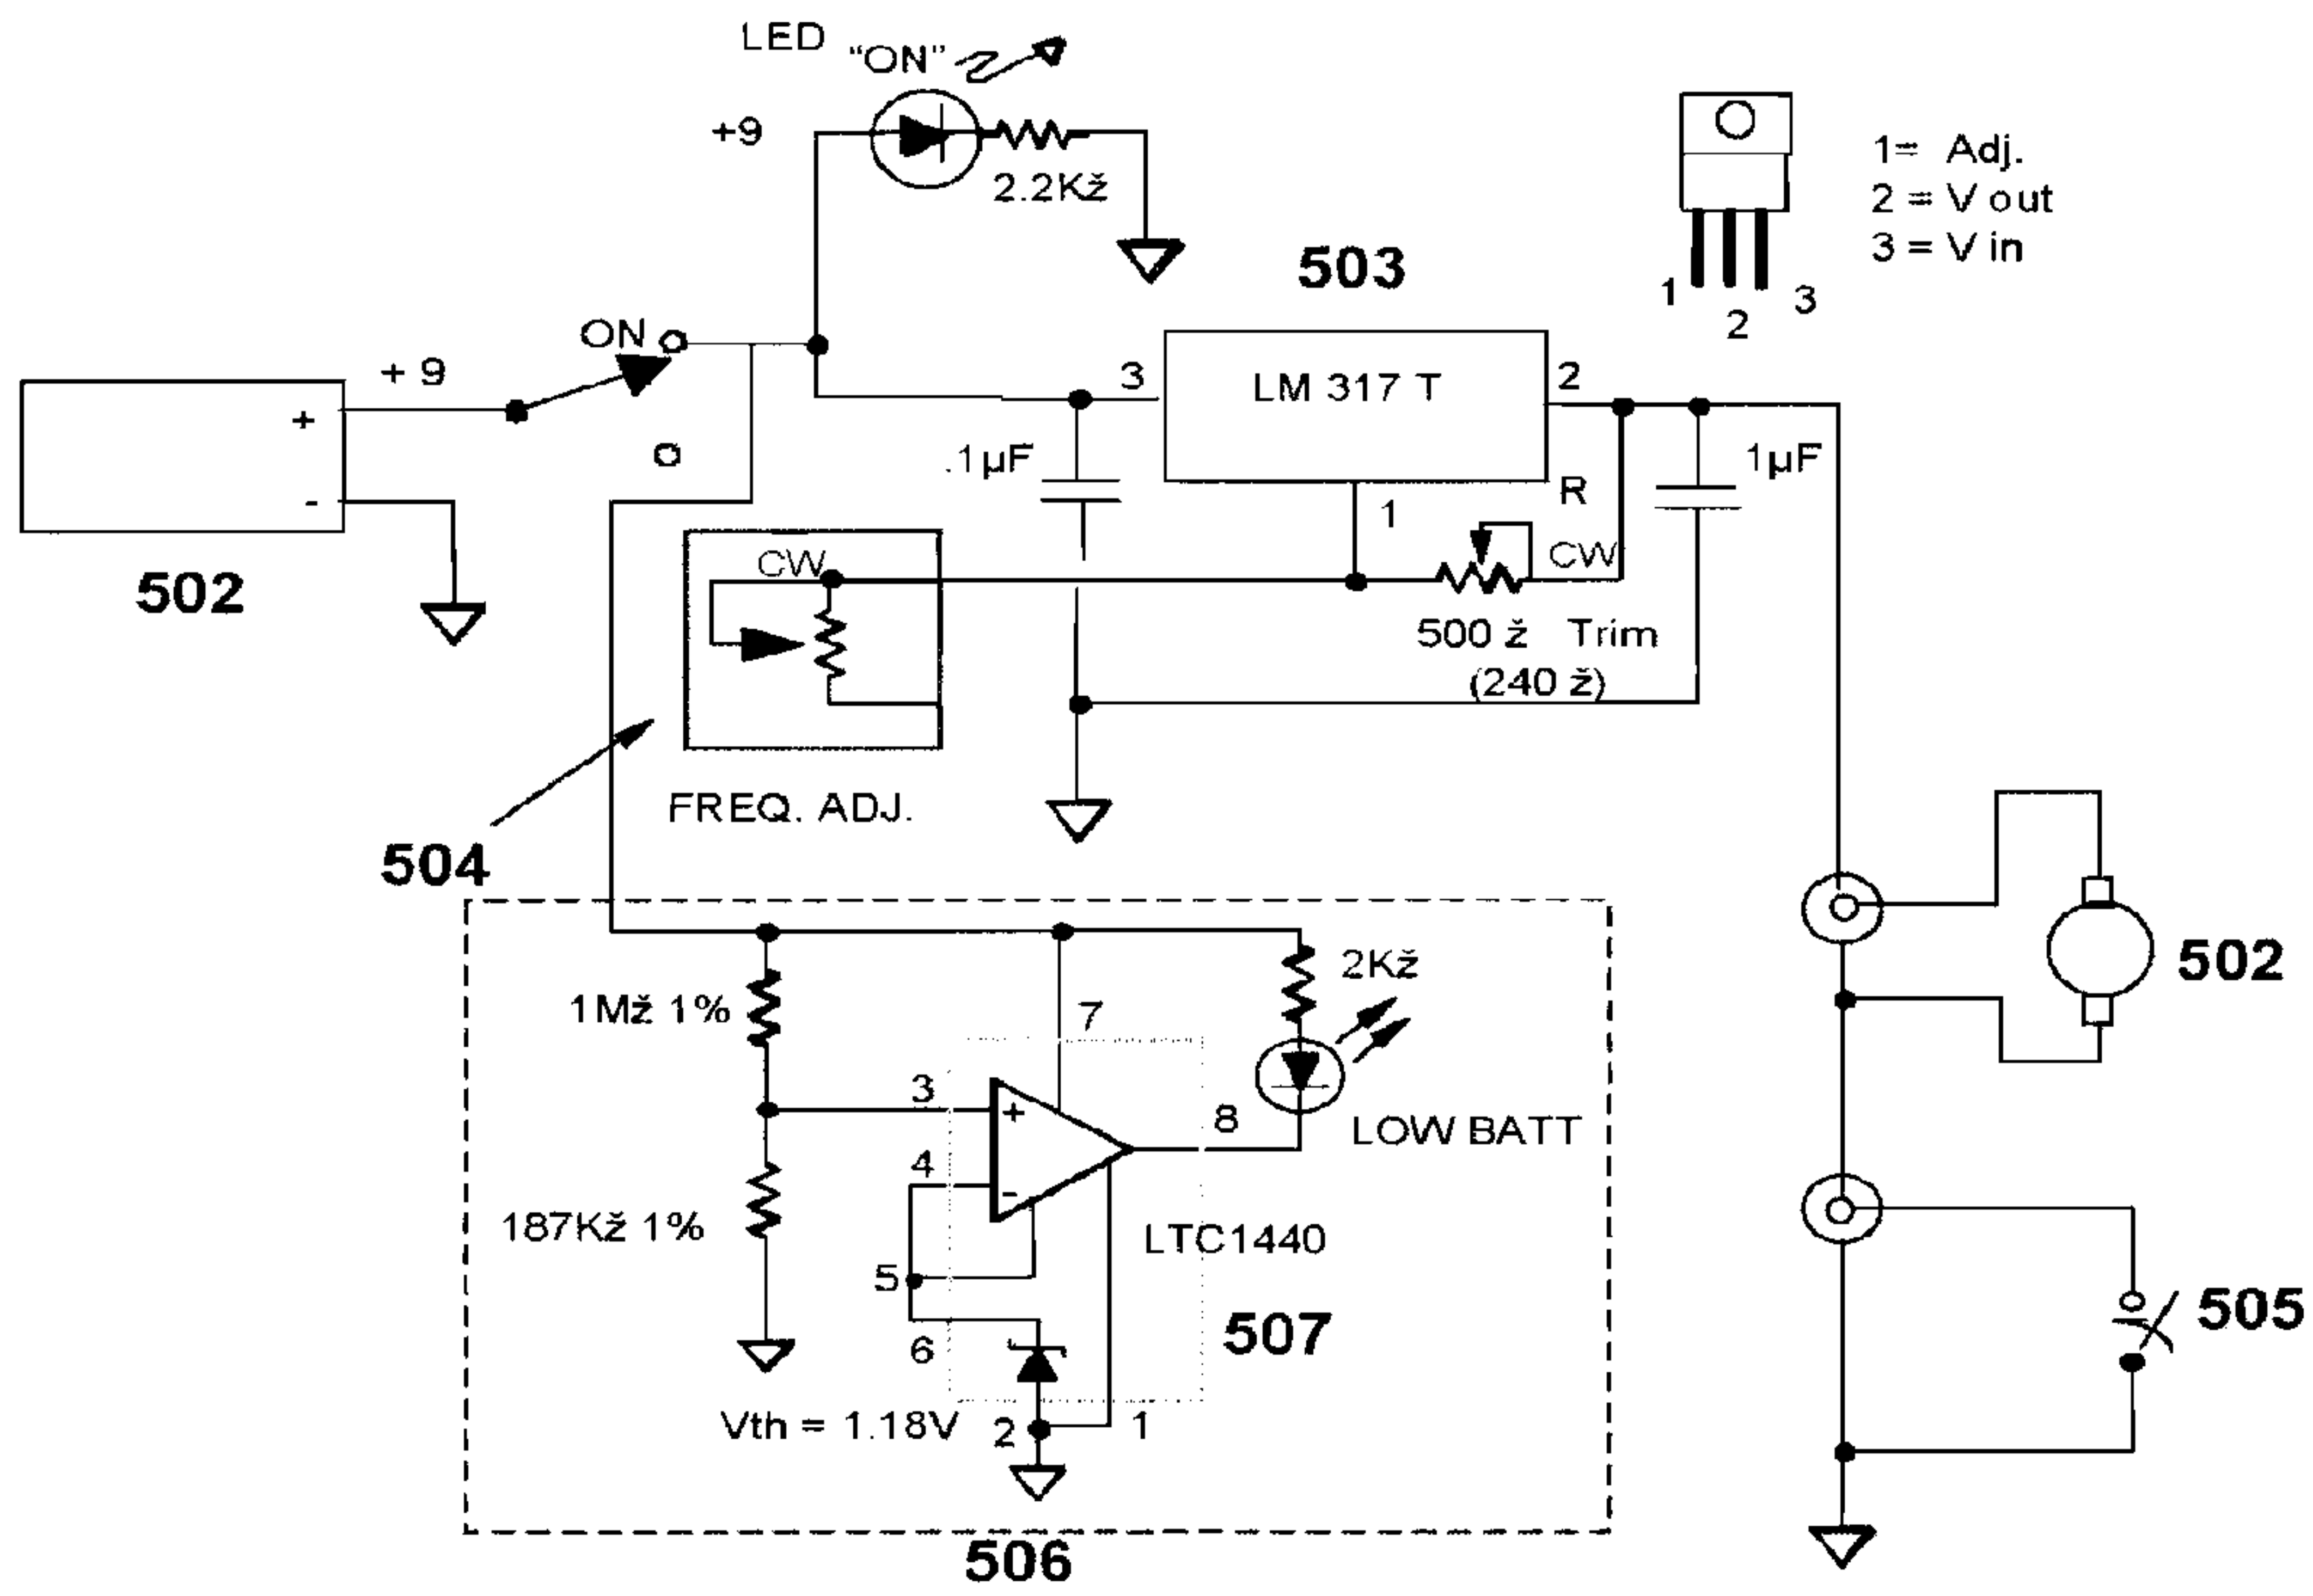 LED "ON"
+9
2.2Kž
1= Adj.
2 = V out
3 = V in
1
2
3
503
ON
+ 9
+
-
502
3
LM 317 T
2
.1µF
1
R
1µF
CW
CW
500 ž Trim
(240 ž)
FREQ. ADJ.
504
502
2Kž
1Mž 1%
7
3
+
8
LOW BATT
4
-
187Kž 1%
LTC1440
5
507
6
505
Vth = 1.18V
2
1
506